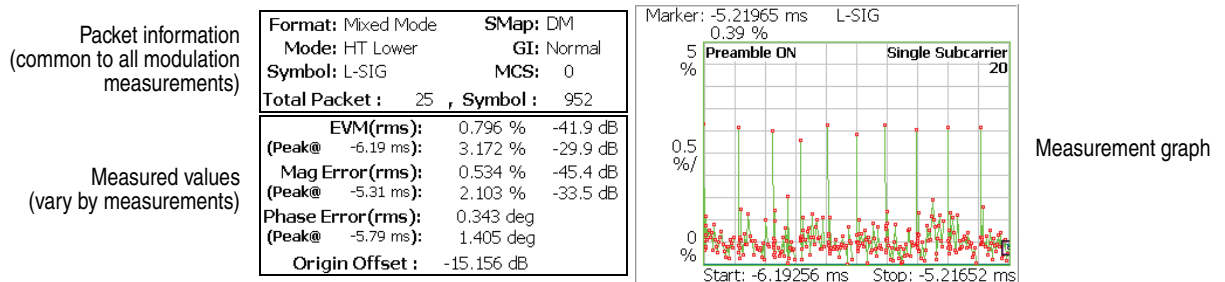 Packet information
(common to all modulation
measurements)
Format: Mixed Mode SMap: DM
Mode: HT Lower GI: Normal
Symbol: L-SIG MCS: 0
Total Packet : 25 , Symbol : 952
Measured values
(vary by measurements)
EVM(rms): 0.796 % -41.9 dB
(Peak@ -6.19 ms): 3.172 % -29.9 dB
Mag Error(rms): 0.534 % -45.4 dB
(Peak@ -5.31 ms): 2.103 % -33.5 dB
Phase Error(rms): 0.343 deg
(Peak@ -5.79 ms): 1.405 deg
Origin Offset : -15.156 dB
Marker: -5.21965 ms L-SIG
0.39 %
5
%
Preamble ON Single Subcarrier
20
0.5
%/
0
%
Start: -6.19256 ms Stop: -5.21652 ms
Measurement graph